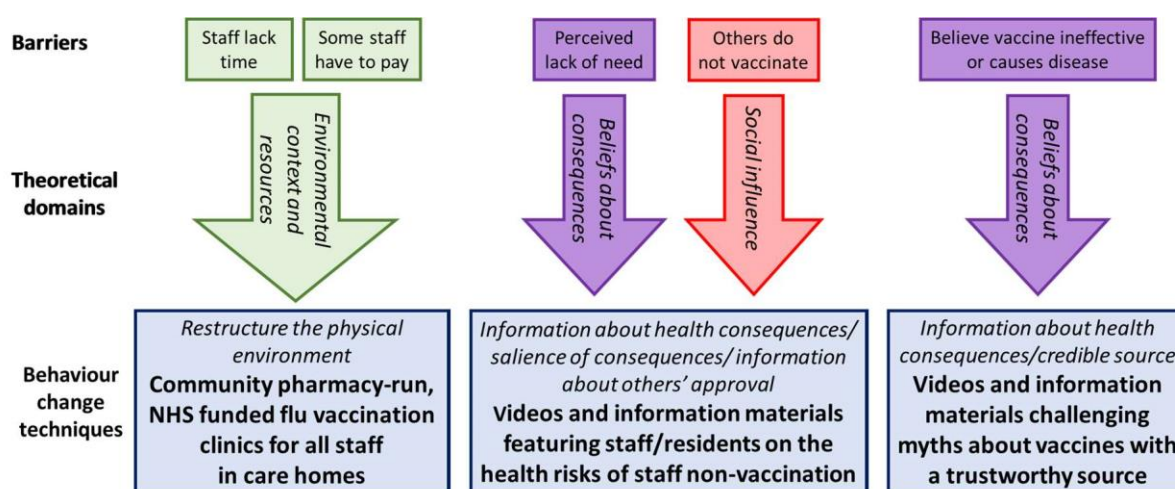 Barriers
Staff lack
time
Some staff
have to pay
Perceived
lack of need
Others do
not vaccinate
Believe vaccine ineffective
or causes disease
Theoretical
domains
Environmental
context and
resources
Beliefs about
consequences
Social influence
Beliefs about
consequences
Behaviour
change
techniques
Restructure the physical
environment
Community pharmacy-run,
NHS funded flu vaccination
clinics for all staff
in care homes
Information about health consequences/
salience of consequences/ information
about others’ approval
Videos and information materials
featuring staff/residents on the
health risks of staff non-vaccination
Information about health
consequences/credible source
Videos and information
materials challenging
myths about vaccines with
a trustworthy source